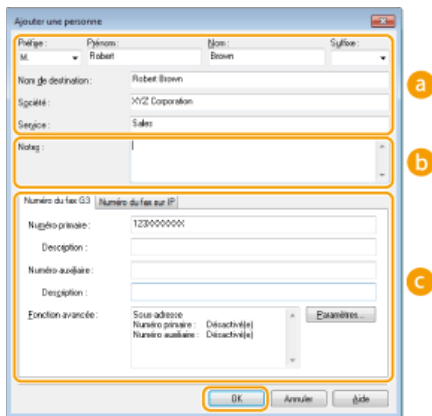 Ajouter une personne
Préfixe : Prénom : Nom : Suffixe :
M. Robert Brown
a
Nom de destination : Robert Brown
Société : XYZ Corporation
Service : Sales
Notes :
b
Numéro du fax G3 Numéro du fax sur IP
Numéro primaire : 123XXXXXXX
Description :
Numéro auxiliaire :
c
Description :
Fonction avancée : Sous-adresse Paramètres...
Numéro primaire : Désactivé(e)
Numéro auxiliaire : Désactivé(e)
OK Annuler Aide